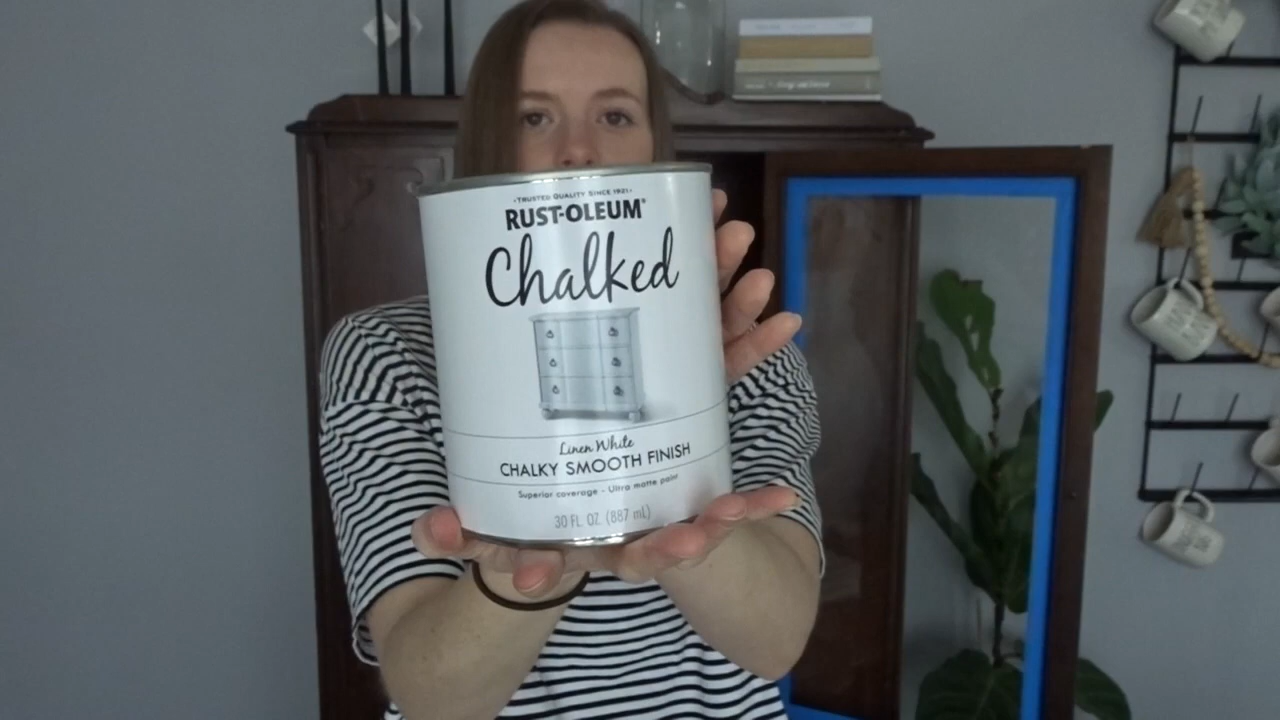 ·TRUSTED QUALITY SINCE 1921·
RUST-OLEUM®
Chalked
Linen White
CHALKY SMOOTH FINISH
Superior coverage - Ultra matte paint
30 FL. OZ. (887 mL)